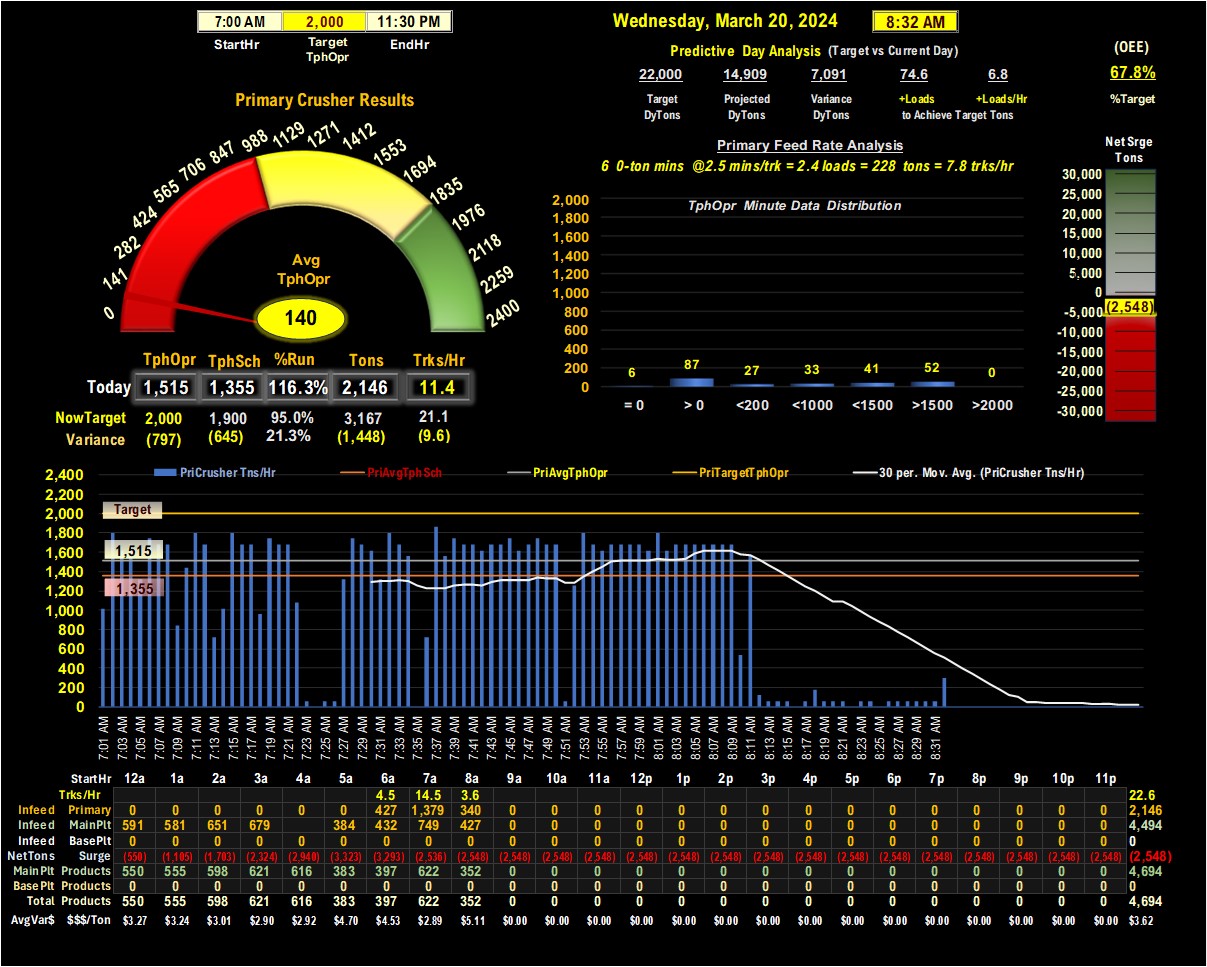 7:00 AM 2,000 11:30 PM
StartHr Target TphOpr EndHr
Wednesday, March 20, 2024 8:32 AM
Predictive Day Analysis (Target vs Current Day)
(OEE)
67.8%
%Target
22,000 14,909 7,091 74.6 6.8
Target Projected Variance +Loads +Loads/Hr
DyTons DyTons DyTons to Achieve Target Tons
Primary Crusher Results
0 141 282 424 565 706 847 988 1129 1271 1412 1553 1694 1835 1976 2118 2259 2400
Avg
TphOpr
140
Primary Feed Rate Analysis
6 0-ton mins @2.5 mins/trk = 2.4 loads = 228 tons = 7.8 trks/hr
TphOpr Minute Data Distribution
2,000
1,800
1,600
1,400
1,200
1,000
800
600
400
200
0
6 87 27 33 41 52 0
= 0 > 0 <200 <1000 <1500 >1500 >2000
Net Srge
Tons
30,000
25,000
20,000
15,000
10,000
5,000
0
-5,000
(2,548)
-10,000
-15,000
-20,000
-25,000
-30,000
TphOpr TphSch %Run Tons Trks/Hr
Today 1,515 1,355 116.3% 2,146 11.4
NowTarget 2,000 1,900 95.0% 3,167 21.1
Variance (797) (645) 21.3% (1,448) (9.6)
PriCrusher Tns/Hr PriAvgTphSch PriAvgTphOpr PriTargetTphOpr 30 per. Mov. Avg. (PriCrusher Tns/Hr)
2,400
2,200
2,000
1,800
1,600
1,400
1,200
1,000
800
600
400
200
0
Target
1,515
1,355
7:01 AM 7:03 AM 7:05 AM 7:07 AM 7:09 AM 7:11 AM 7:13 AM 7:15 AM 7:17 AM 7:19 AM 7:21 AM 7:23 AM 7:25 AM 7:27 AM 7:29 AM 7:31 AM 7:33 AM 7:35 AM 7:37 AM 7:39 AM 7:41 AM 7:43 AM 7:45 AM 7:47 AM 7:49 AM 7:51 AM 7:53 AM 7:55 AM 7:57 AM 7:59 AM 8:01 AM 8:03 AM 8:05 AM 8:07 AM 8:09 AM 8:11 AM 8:13 AM 8:15 AM 8:17 AM 8:19 AM 8:21 AM 8:23 AM 8:25 AM 8:27 AM 8:29 AM 8:31 AM
StartHr 12a 1a 2a 3a 4a 5a 6a 7a 8a 9a 10a 11a 12p 1p 2p 3p 4p 5p 6p 7p 8p 9p 10p 11p
Trks/Hr 4.5 14.5 3.6 22.6
Infeed Primary 0 0 0 0 0 0 427 1,379 340 0 0 0 0 0 0 0 0 0 0 0 0 0 0 0 2,146
Infeed MainPlt 591 581 651 679 384 432 749 427 0 0 0 0 0 0 0 0 0 0 0 0 0 0 0 4,494
Infeed BasePlt 0 0 0 0 0 0 0 0 0 0 0 0 0 0 0 0 0 0 0 0 0 0 0 0
NetTons Surge (550) (1,105) (1,703) (2,324) (2,940) (3,323) (3,293) (2,536) (2,548) (2,548) (2,548) (2,548) (2,548) (2,548) (2,548) (2,548) (2,548) (2,548) (2,548) (2,548) (2,548) (2,548) (2,548) (2,548) (2,548)
MainPlt Products 550 555 598 621 616 383 397 622 352 0 0 0 0 0 0 0 0 0 0 0 0 0 0 0 4,694
BasePlt Products 0 0 0 0 0 0 0 0 0 0 0 0 0 0 0 0 0 0 0 0 0 0 0 0 0
Total Products 550 555 598 621 616 383 397 622 352 0 0 0 0 0 0 0 0 0 0 0 0 0 0 0 4,694
AvgVar$ $$$/Ton $3.27 $3.24 $3.01 $2.90 $2.92 $4.70 $4.53 $2.89 $5.11 $0.00 $0.00 $0.00 $0.00 $0.00 $0.00 $0.00 $0.00 $0.00 $0.00 $0.00 $0.00 $0.00 $0.00 $0.00 $3.62